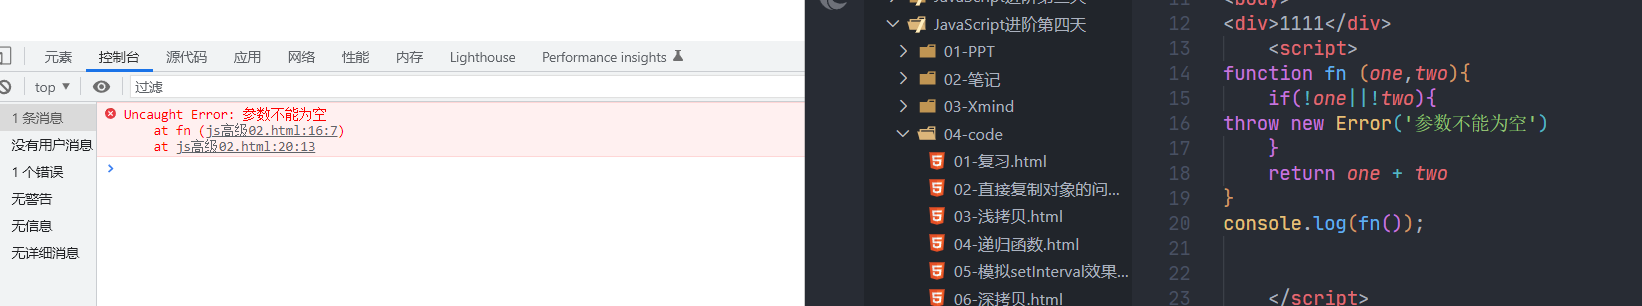 元素 控制台 源代码 应用 网络 性能 内存 Lighthouse Performance insights
top 过滤
1 条消息
没有用户消息
1 个错误
无警告
无信息
无详细消息
Uncaught Error: 参数不能为空
at fn (js高级02.html:16:7)
at js高级02.html:20:13
JavaScript进阶第四天
01-PPT
02-笔记
03-Xmind
04-code
01-复习.html
02-直接复制对象的问...
03-浅拷贝.html
04-递归函数.html
05-模拟setInterval效果...
06-深拷贝.html
11 <body>
12 <div>1111</div>
13 <script>
14 function fn (one,two){
15 if(!one||!two){
16 throw new Error('参数不能为空')
17 }
18 return one + two
19 }
20 console.log(fn());
21
22
23 </script>